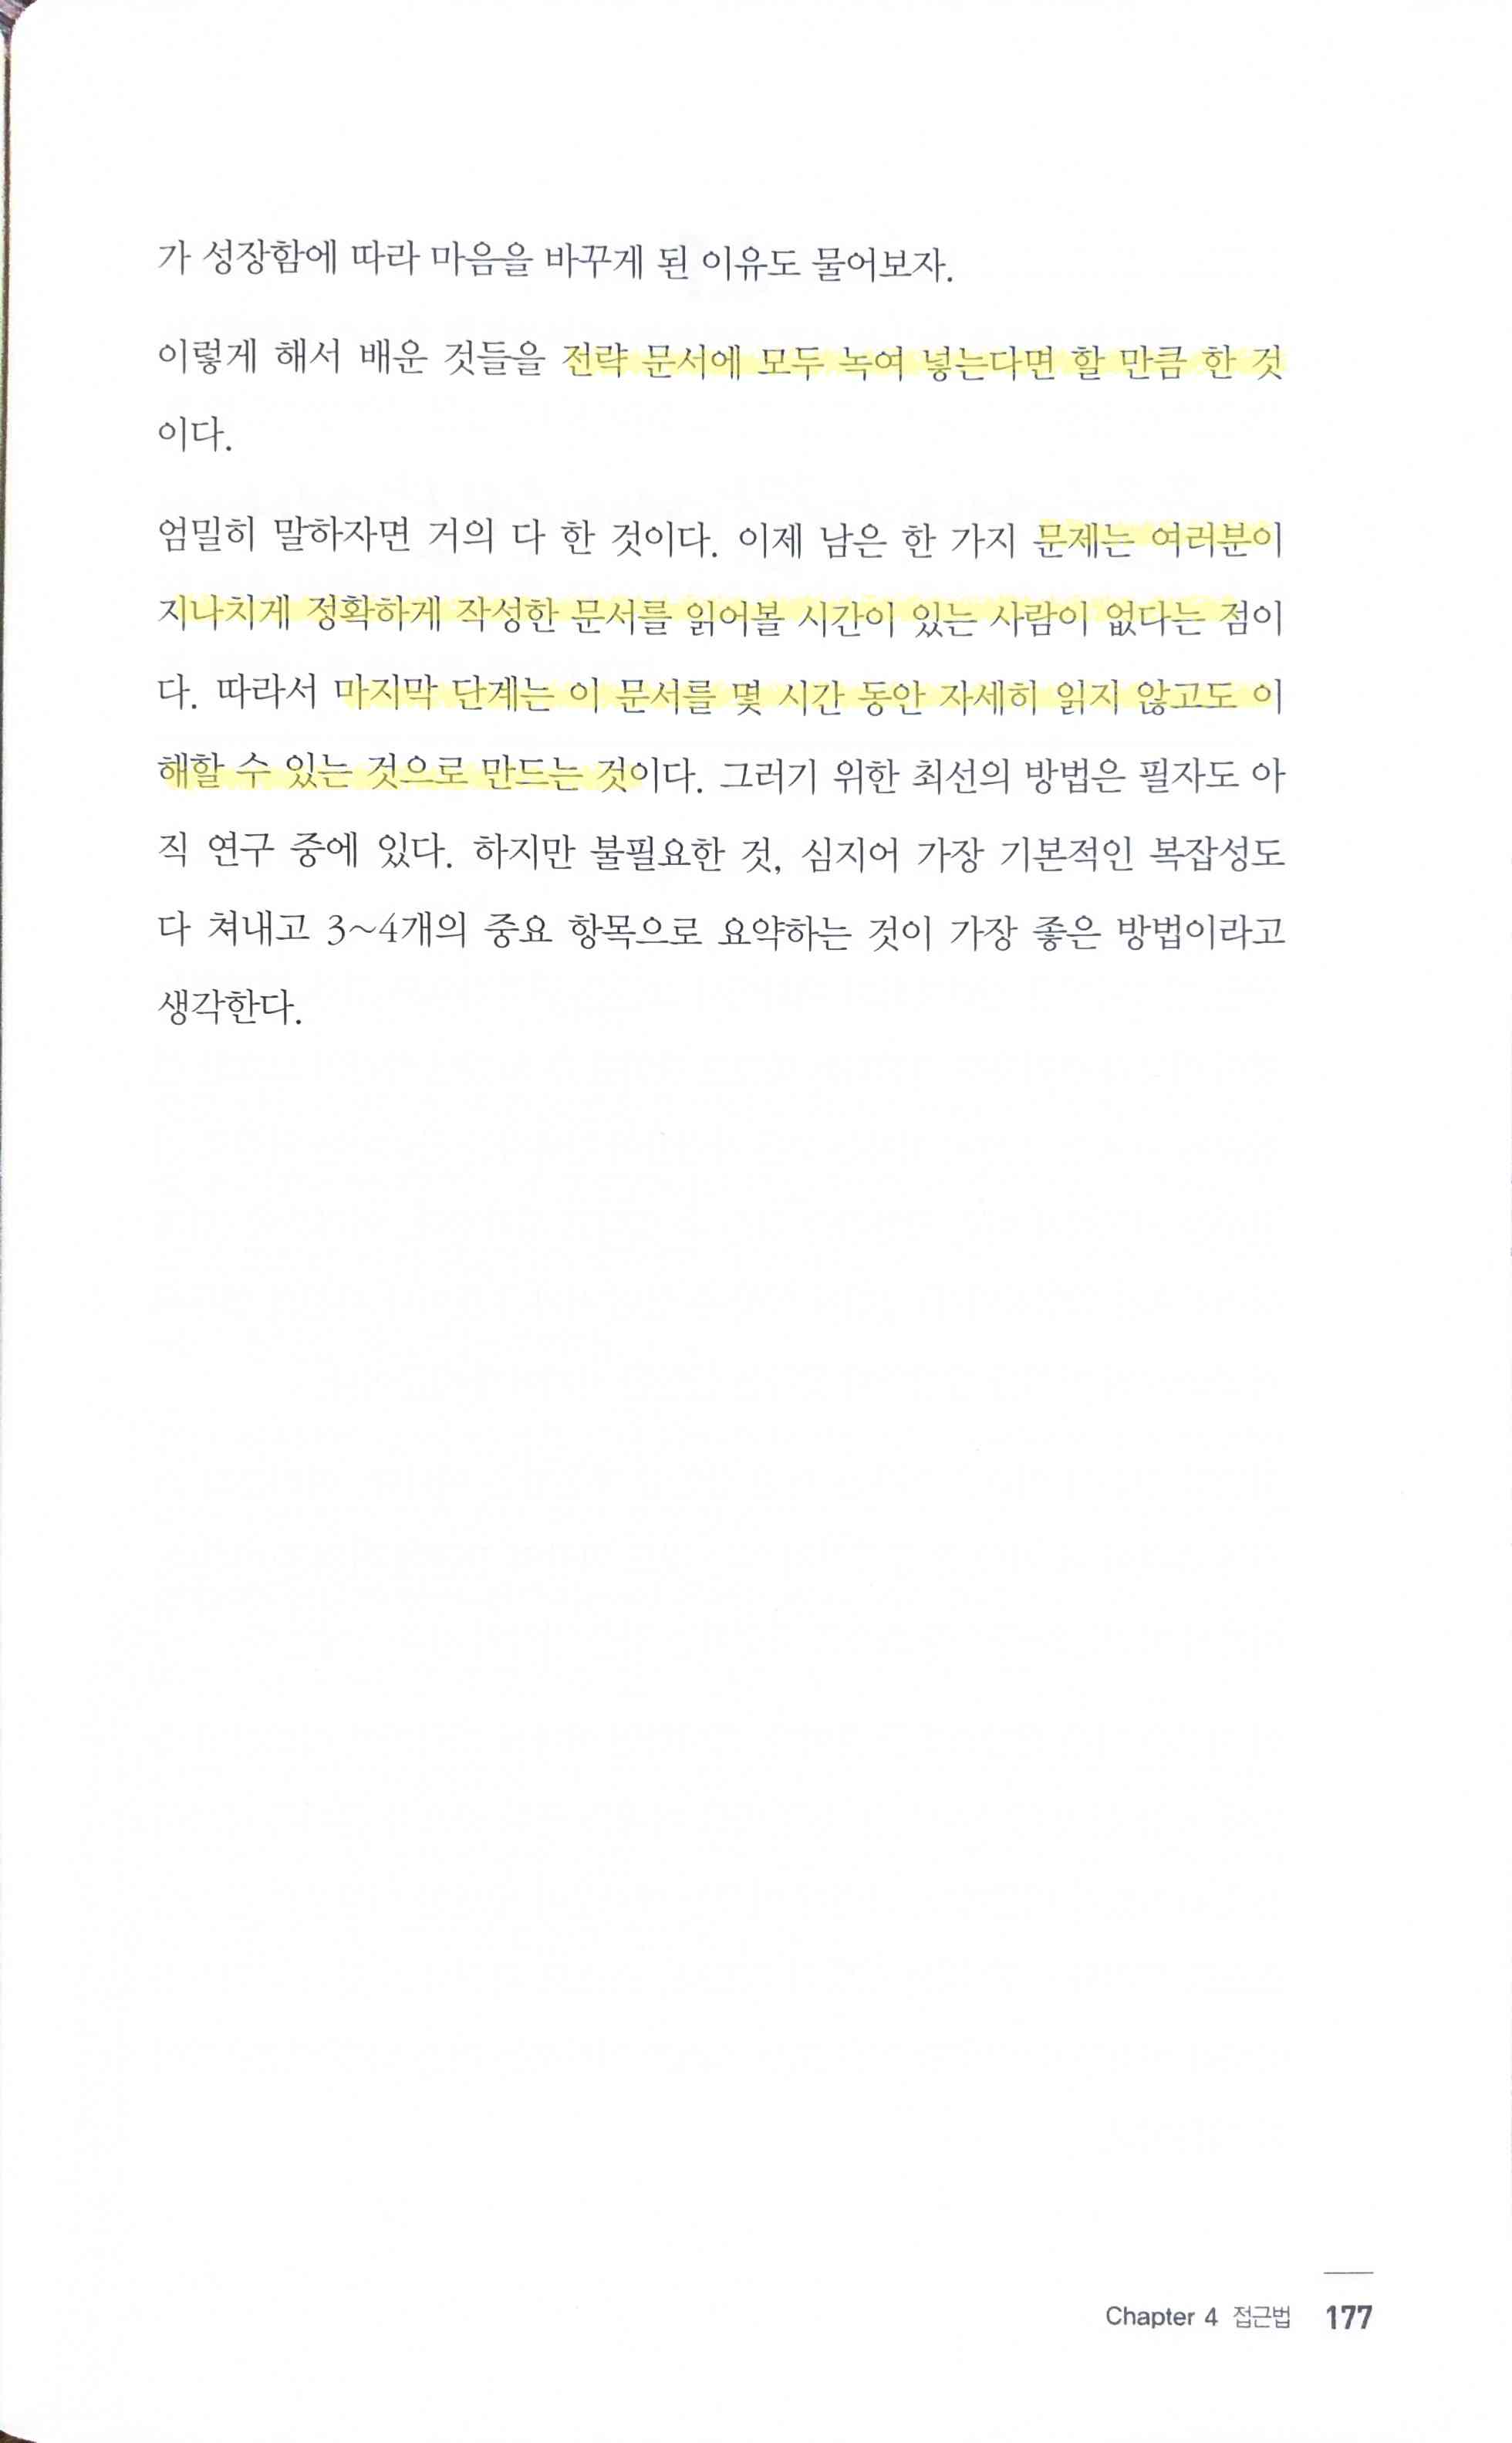 가 성장함에 따라 마음을 바꾸게 된 이유도 물어보자.
이렇게 해서 배운 것들을 전략 문서에 모두 녹여 넣는다면 할 만큼 한 것
이다.
엄밀히 말하자면 거의 다 한 것이다. 이제 남은 한 가지 문제는 여러분이
지나치게 정확하게 작성한 문서를 읽어볼 시간이 있는 사람이 없다는 점이
다. 따라서 마지막 단계는 이 문서를 몇 시간 동안 자세히 읽지 않고도 이
해할 수 있는 것으로 만드는 것이다. 그러기 위한 최선의 방법은 필자도 아
직 연구 중에 있다. 하지만 불필요한 것, 심지어 가장 기본적인 복잡성도
다 쳐내고 3~4개의 중요 항목으로 요약하는 것이 가장 좋은 방법이라고
생각한다.
Chapter 4 접근법 177